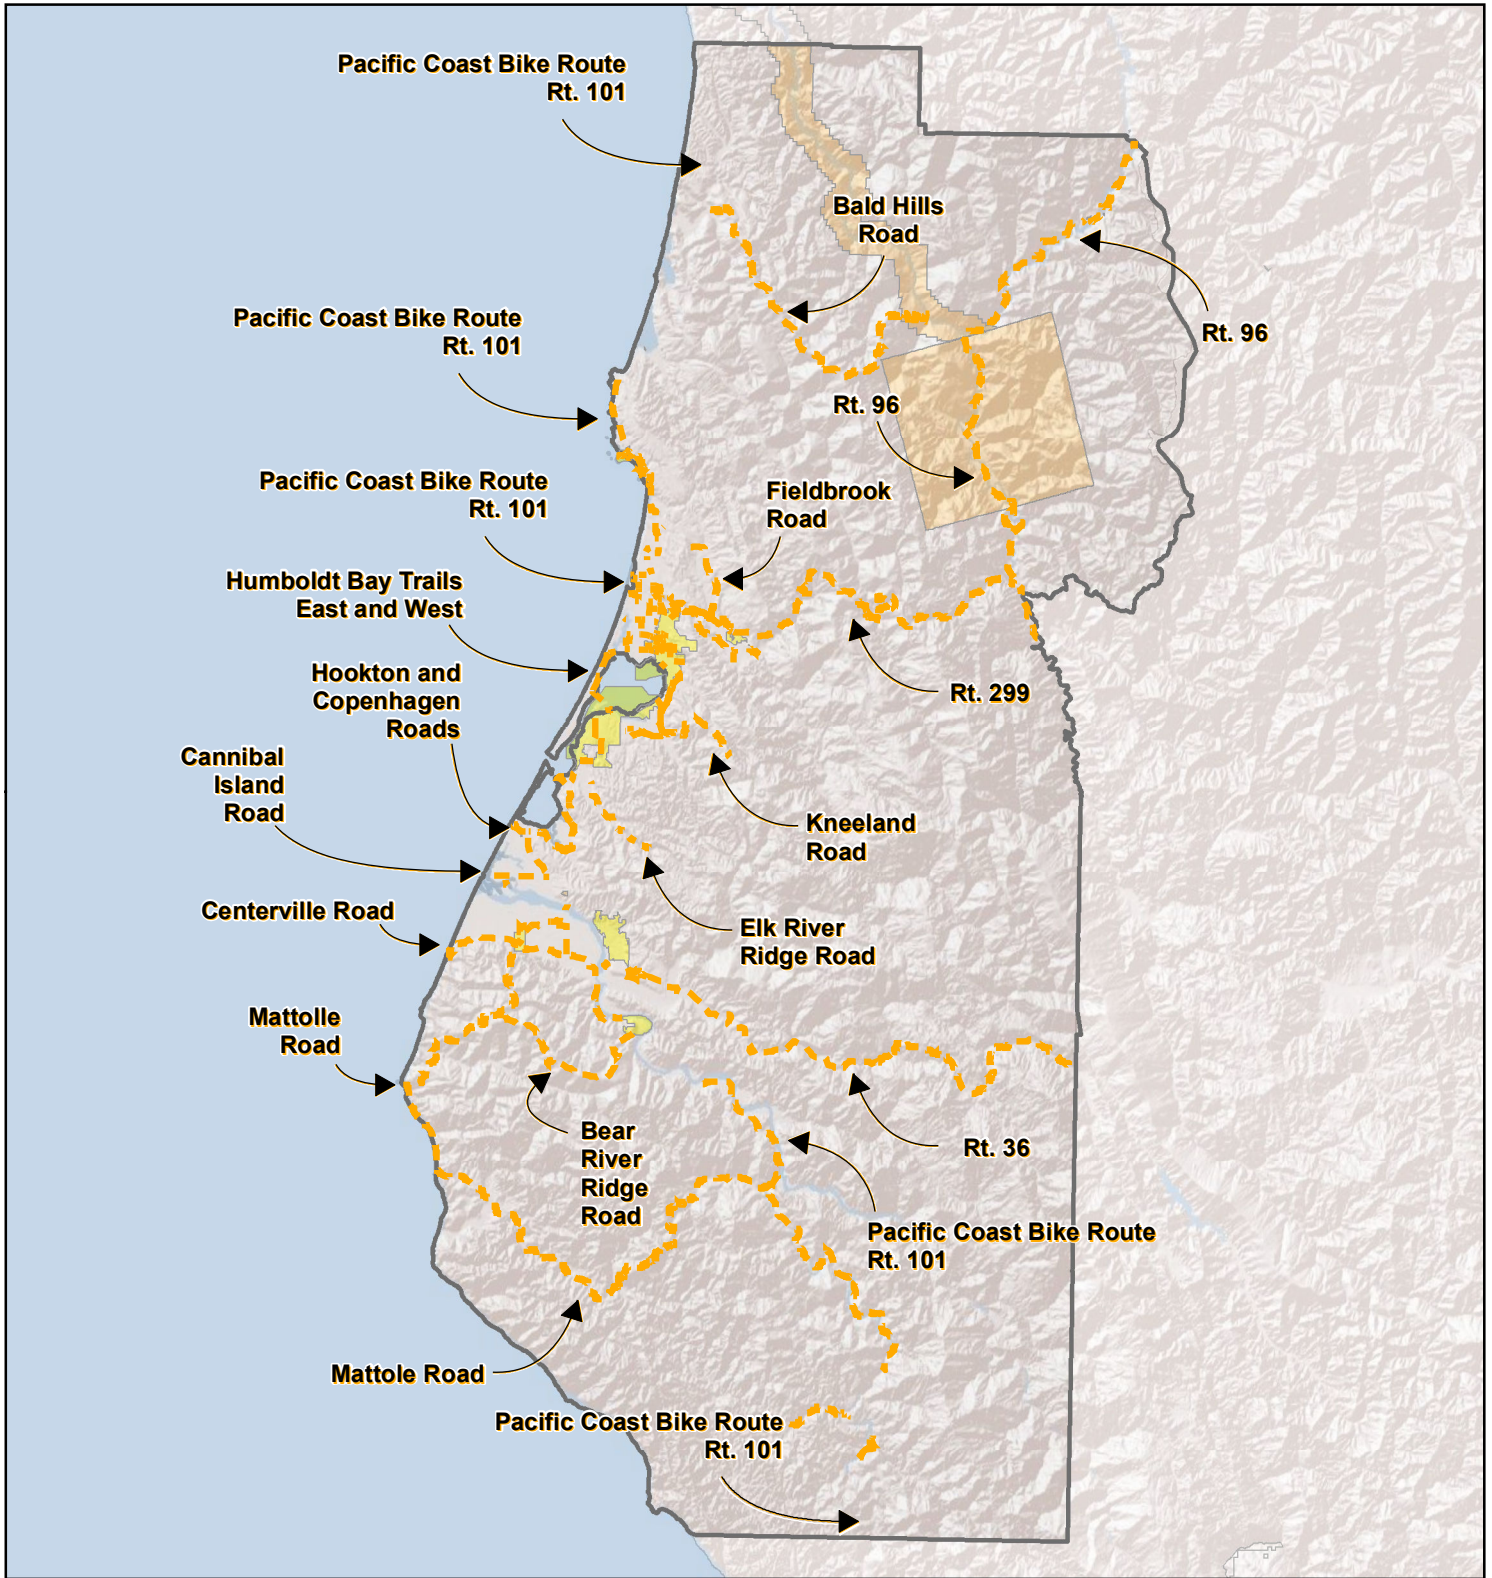 Pacific Coast Bike Route
Rt. 101
Bald Hills
Road
Pacific Coast Bike Route
Rt. 101
Rt. 96
Rt. 96
Pacific Coast Bike Route
Rt. 101
Fieldbrook
Road
Humboldt Bay Trails
East and West
Hookton and
Copenhagen
Roads
Rt. 299
Cannibal
Island
Road
Kneeland
Road
Centerville Road
Elk River
Ridge Road
Mattolle
Road
Bear
River
Ridge
Road
Rt. 36
Pacific Coast Bike Route
Rt. 101
Mattole Road
Pacific Coast Bike Route
Rt. 101